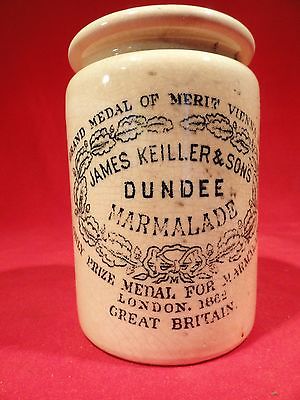 GRAND MEDAL OF MERIT VIENNA
JAMES KEILLER & SONS
DUNDEE
MARMALADE
PRIZE MEDAL FOR MARMALADE
M
LONDON. 1862
GREAT BRITAIN.